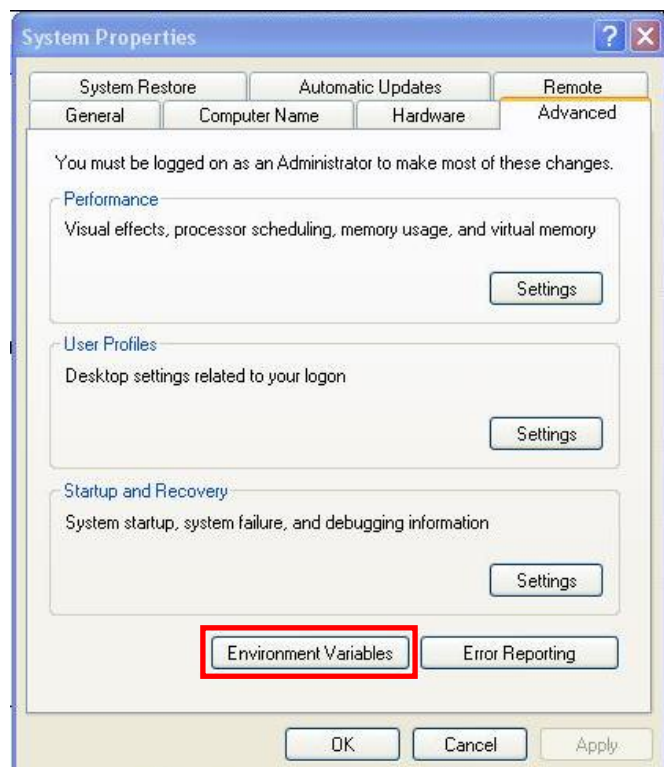 System Properties
System Restore Automatic Updates Remote
General Computer Name Hardware Advanced
You must be logged on as an Administrator to make most of these changes.
Performance
Visual effects, processor scheduling, memory usage, and virtual memory
Settings
User Profiles
Desktop settings related to your logon
Settings
Startup and Recovery
System startup, system failure, and debugging information
Settings
Environment Variables Error Reporting
OK Cancel Apply